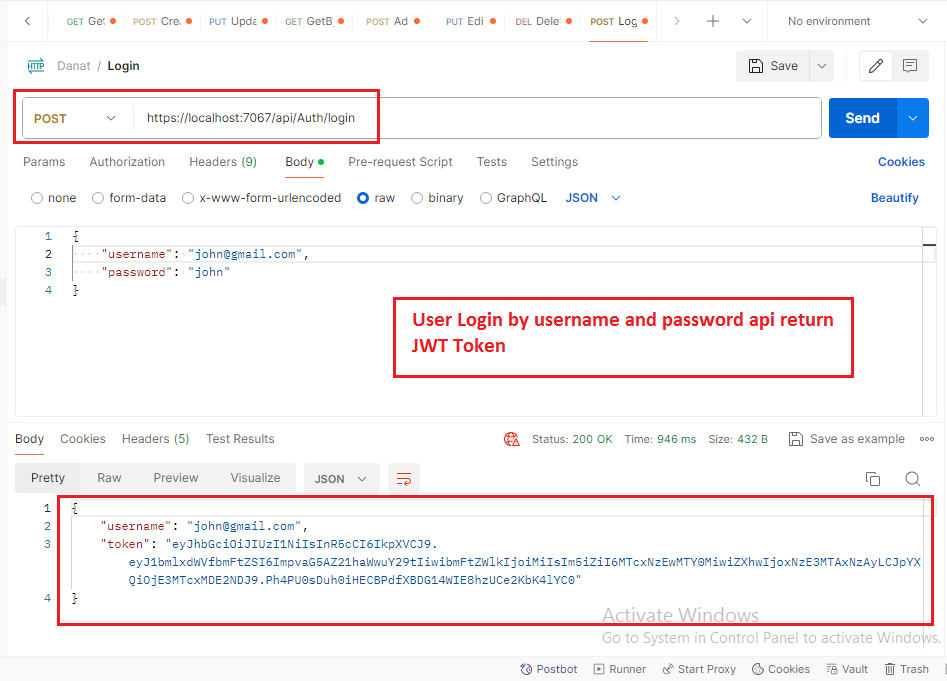 GET Get POST Cre PUT Upda GET GetB POST Ad PUT Edi DEL Dele POST Log No environment
HTTP Danat / Login Save
POST https://localhost:7067/api/Auth/login Send
Params Authorization Headers (9) Body Pre-request Script Tests Settings Cookies
none form-data x-www-form-urlencoded raw binary GraphQL JSON Beautify
1 {
2 "username": "john@gmail.com",
3 "password": "john"
4 }
User Login by username and password api return
JWT Token
Body Cookies Headers (5) Test Results Status: 200 OK Time: 946 ms Size: 432 B Save as example
Pretty Raw Preview Visualize JSON
1 {
2 "username": "john@gmail.com",
3 "token": "eyJhbGciOiJIUzI1NiIsInR5cCI6IkpXVCJ9.
eyJ1bmlxdWVfbmFtZSI6ImpvaG5AZ21haWwuY29tIiwibmFtZWlkIjoiMiIsIm5iZiI6MTcxNzEwMTY0MiwiZXhwIjoxNzE3MTAxNzAyLCJpYX
QiOjE3MTcxMDE2NDJ9.Ph4PU0sDuh0iHECBPdfXBDG14WIE8hzUCe2KbK4lYC0"
4 }
Activate Windows
Go to System in Control Panel to activate Windows.
Postbot Runner Start Proxy Cookies Vault Trash